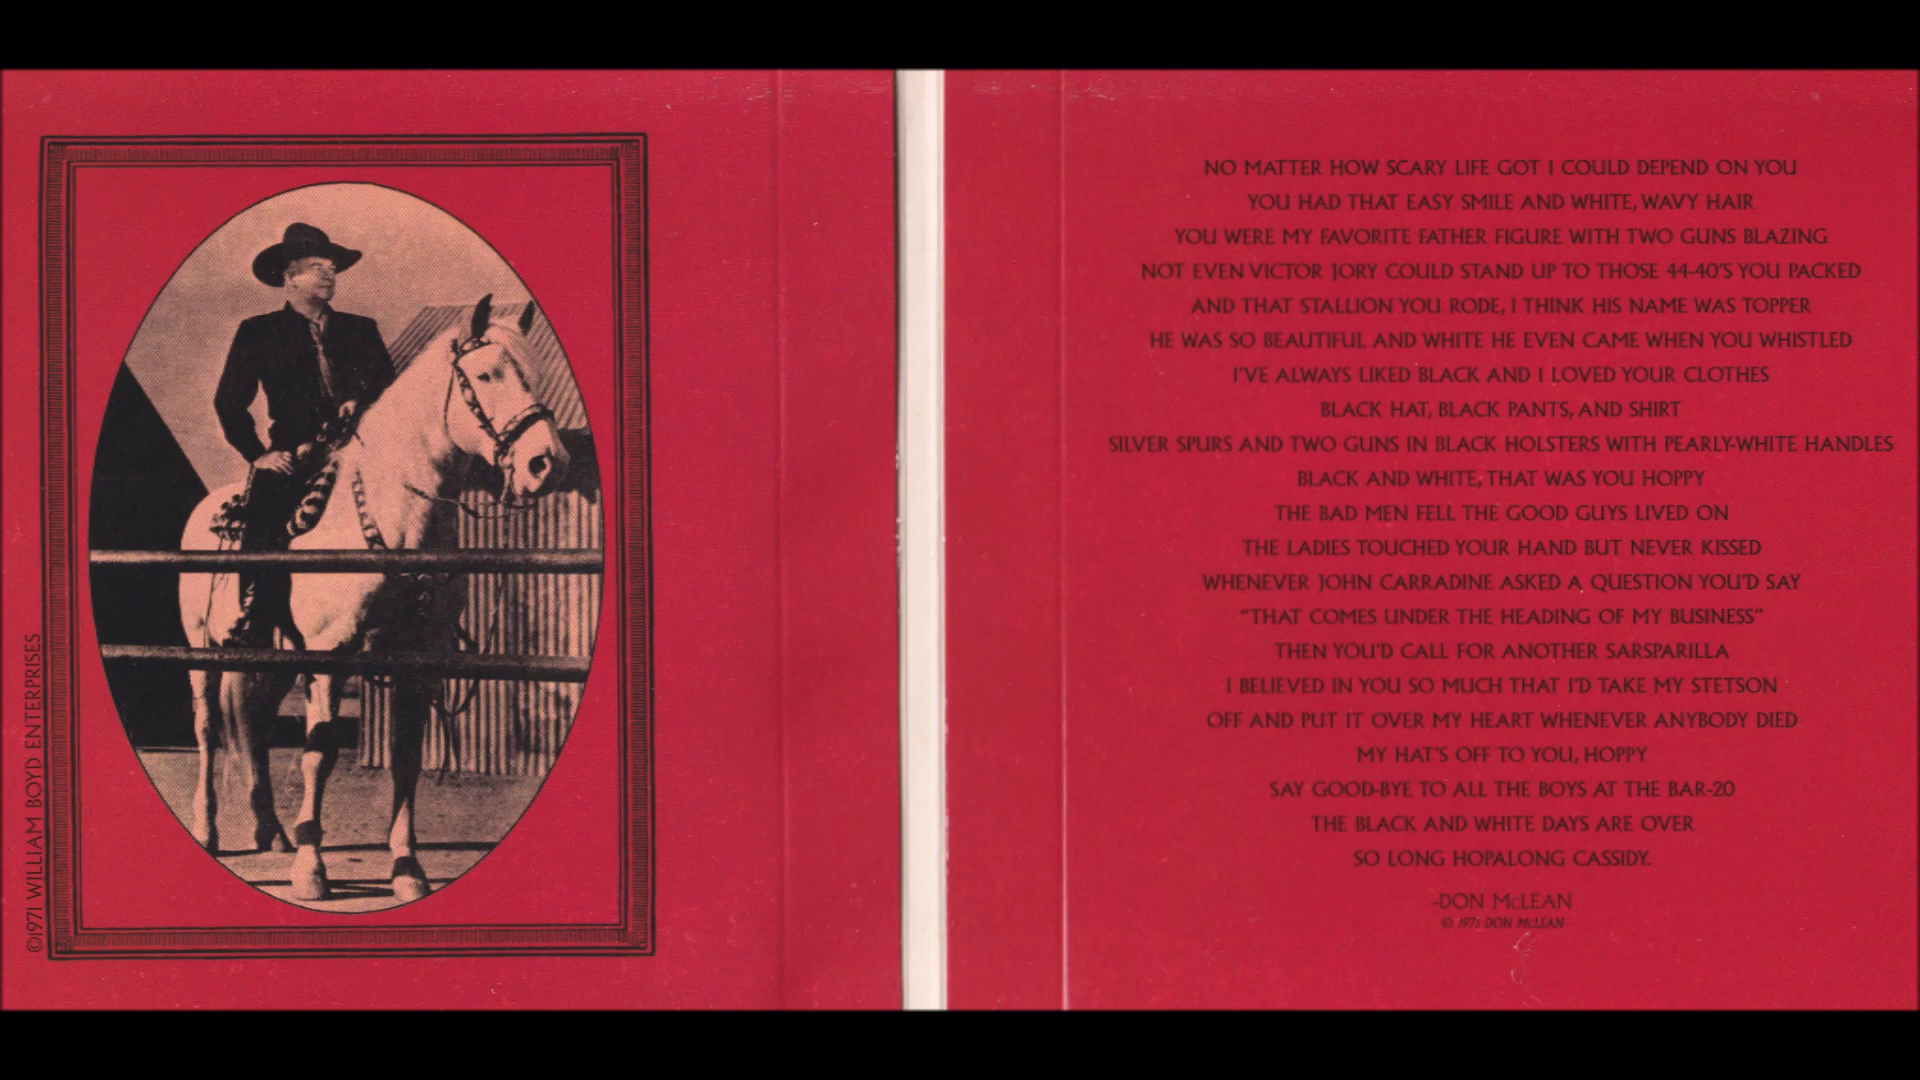 ©1971 WILLIAM BOYD ENTERPRISES
NO MATTER HOW SCARY LIFE GOT I COULD DEPEND ON YOU
YOU HAD THAT EASY SMILE AND WHITE, WAVY HAIR
YOU WERE MY FAVORITE FATHER FIGURE WITH TWO GUNS BLAZING
NOT EVEN VICTOR JORY COULD STAND UP TO THOSE 44-40'S YOU PACKED
AND THAT STALLION YOU RODE, I THINK HIS NAME WAS TOPPER
HE WAS SO BEAUTIFUL AND WHITE HE EVEN CAME WHEN YOU WHISTLED
I'VE ALWAYS LIKED BLACK AND I LOVED YOUR CLOTHES
BLACK HAT, BLACK PANTS, AND SHIRT
SILVER SPURS AND TWO GUNS IN BLACK HOLSTERS WITH PEARLY-WHITE HANDLES
BLACK AND WHITE, THAT WAS YOU HOPPY
THE BAD MEN FELL THE GOOD GUYS LIVED ON
THE LADIES TOUCHED YOUR HAND BUT NEVER KISSED
WHENEVER JOHN CARRADINE ASKED A QUESTION YOU'D SAY
"THAT COMES UNDER THE HEADING OF MY BUSINESS"
THEN YOU'D CALL FOR ANOTHER SARSPARILLA
I BELIEVED IN YOU SO MUCH THAT I'D TAKE MY STETSON
OFF AND PUT IT OVER MY HEART WHENEVER ANYBODY DIED
MY HAT'S OFF TO YOU, HOPPY
SAY GOOD-BYE TO ALL THE BOYS AT THE BAR-20
THE BLACK AND WHITE DAYS ARE OVER
SO LONG HOPALONG CASSIDY.
-DON McLEAN
© 1971 DON McLEAN